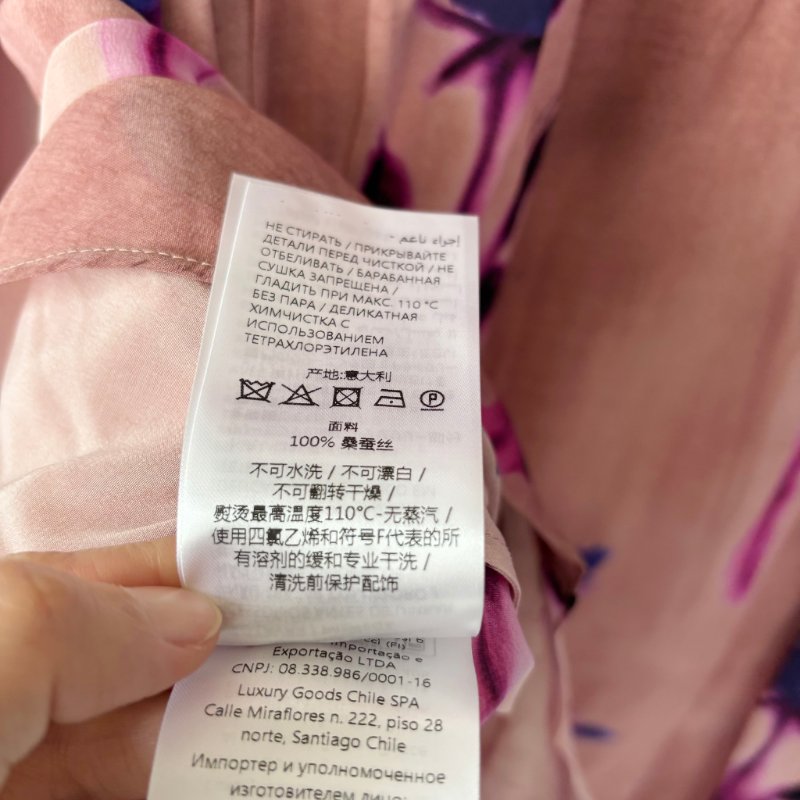 إجراء ناعم -
НЕ СТИРАТЬ / ПРИКРЫВАЙТЕ
ДЕТАЛИ ПЕРЕД ЧИСТКОЙ / НЕ
ОТБЕЛИВАТЬ / БАРАБАННАЯ
СУШКА ЗАПРЕЩЕНА /
ГЛАДИТЬ ПРИ МАКС. 110 °C
БЕЗ ПАРА / ДЕЛИКАТНАЯ
ХИМЧИСТКА С
ИСПОЛЬЗОВАНИЕМ
ТЕТРАХЛОРЭТИЛЕНА
产地:意大利
P
面料
100% 桑蚕丝
不可水洗 / 不可漂白 /
不可翻转干燥 /
熨烫最高温度110°C-无蒸汽 /
使用四氯乙烯和符号F代表的所
有溶剂的缓和专业干洗 /
清洗前保护配饰
Importação e
Exportação LTDA
CNPJ: 08.338.986/0001-16
Luxury Goods Chile SPA
Calle Miraflores n. 222, piso 28
norte, Santiago Chile
Импортер и уполномоченное
изготовителем лицо